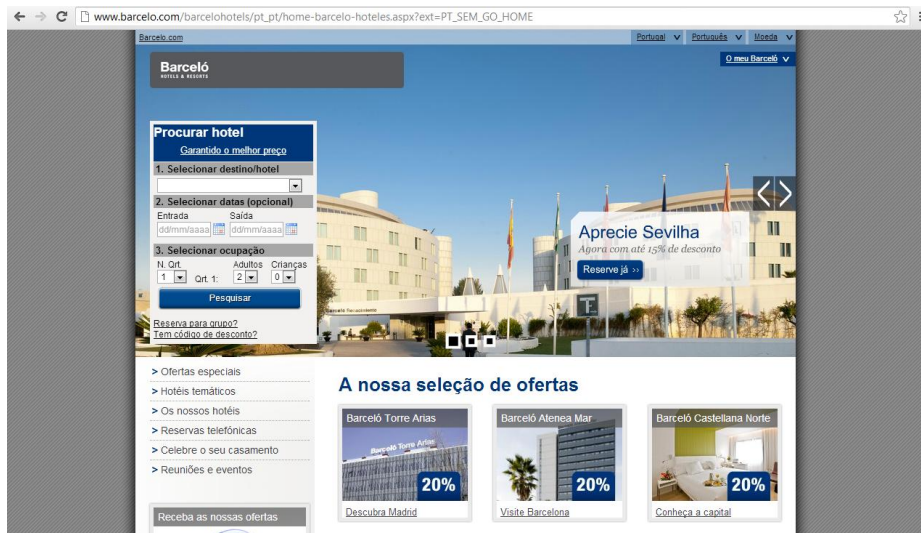 www.barcelo.com/barcelohotels/pt_pt/home-barcelo-hoteles.aspx?ext=PT_SEM_GO_HOME
Barcelo.com
Portugal
Português
Moeda
O meu Barceló
Barceló
HOTELS & RESORTS
Procurar hotel
Garantido o melhor preço
1. Selecionar destino/hotel
2. Selecionar datas (opcional)
Entrada Saída
dd/mm/aaaa dd/mm/aaaa
3. Selecionar ocupação
N. Qrt. Adultos Crianças
1 Qrt. 1: 2 0
Pesquisar
Reserva para grupo?
Tem código de desconto?
Aprecie Sevilha
Agora com até 15% de desconto
Reserve já ››
> Ofertas especiais
> Hotéis temáticos
> Os nossos hotéis
> Reservas telefónicas
> Celebre o seu casamento
> Reuniões e eventos
Receba as nossas ofertas
A nossa seleção de ofertas
Barceló Torre Arias
Barceló Torre Arias
20%
Descubra Madrid
Barceló Atenea Mar
20%
Visite Barcelona
Barceló Castellana Norte
20%
Conheça a capital